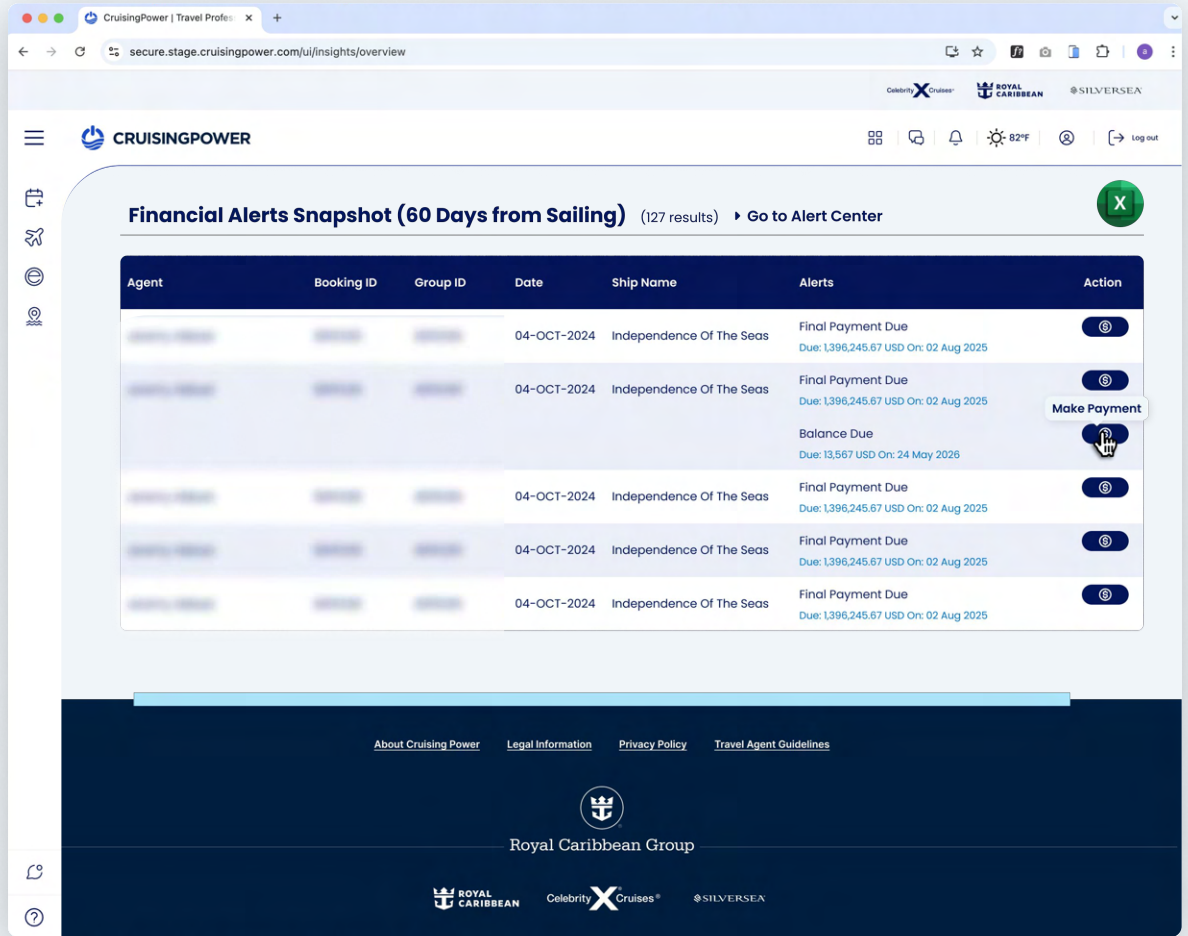 CruisingPower | Travel Profes
secure.stage.cruisingpower.com/ui/insights/overview
a
Celebrity X Cruises®
ROYAL CARIBBEAN
SILVERSEA
CRUISINGPOWER
82°F
Log out
Financial Alerts Snapshot (60 Days from Sailing) (127 results) Go to Alert Center
X
Agent Booking ID Group ID Date Ship Name Alerts Action
04-OCT-2024 Independence Of The Seas Final Payment Due
Due: 1,396,245.67 USD On: 02 Aug 2025
04-OCT-2024 Independence Of The Seas Final Payment Due
Due: 1,396,245.67 USD On: 02 Aug 2025
Make Payment
Balance Due
Due: 13,567 USD On: 24 May 2026
04-OCT-2024 Independence Of The Seas Final Payment Due
Due: 1,396,245.67 USD On: 02 Aug 2025
04-OCT-2024 Independence Of The Seas Final Payment Due
Due: 1,396,245.67 USD On: 02 Aug 2025
04-OCT-2024 Independence Of The Seas Final Payment Due
Due: 1,396,245.67 USD On: 02 Aug 2025
About Cruising Power Legal Information Privacy Policy Travel Agent Guidelines
Royal Caribbean Group
ROYAL CARIBBEAN
Celebrity X Cruises®
SILVERSEA